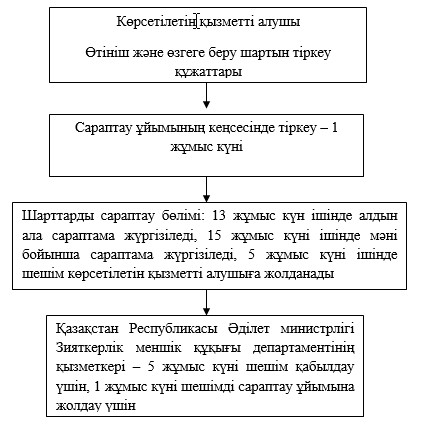 Көрсетілетің қызметті алушы
Өтініш және өзгеге беру шартын тіркеу
құжаттары
Сараптау ұйымының кеңсесінде тіркеу – 1
жұмыс күні
Шарттарды сараптау бөлімі: 13 жұмыс күн ішінде алдын
ала сараптама жүргізіледі, 15 жұмыс күні ішінде мәні
бойынша сараптама жүргізіледі, 5 жұмыс күні ішінде
шешім көрсетілетін қызметті алушыға жолданады
Қазақстан Республикасы Әділет министрлігі
Зияткерлік меншік құқығы департаментінің
қызметкері – 5 жұмыс күні шешім қабылдау
үшін, 1 жұмыс күні шешімді сараптау ұйымына
жолдау үшін